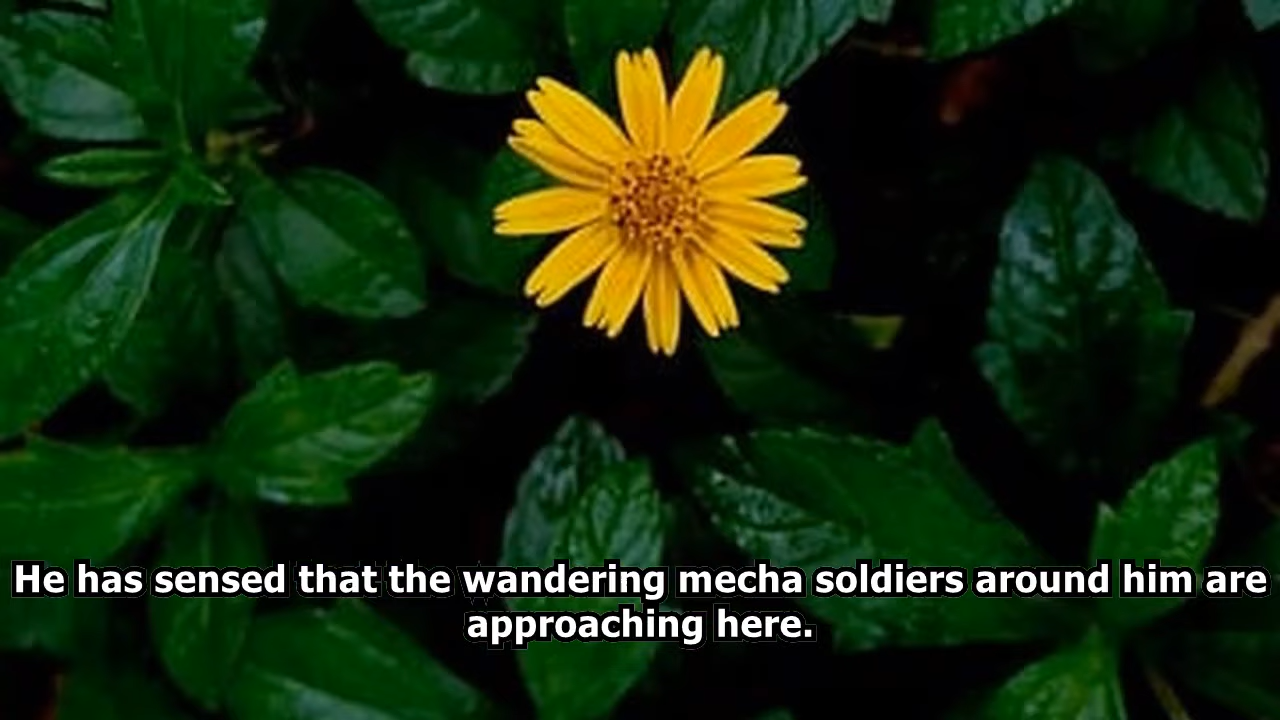 He has sensed that the wandering mecha soldiers around him are
approaching here.